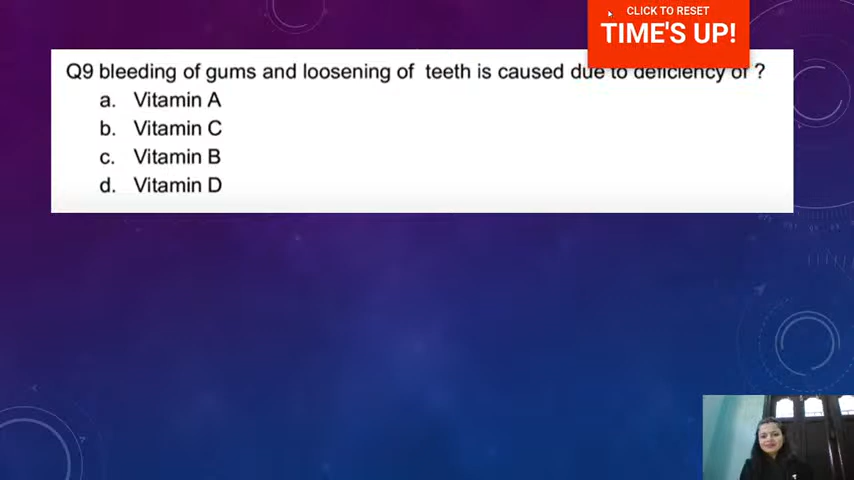 CLICK TO RESET
TIME'S UP!
Q9 bleeding of gums and loosening of teeth is caused due to deficiency of ?
a. Vitamin A
b. Vitamin C
c. Vitamin B
d. Vitamin D